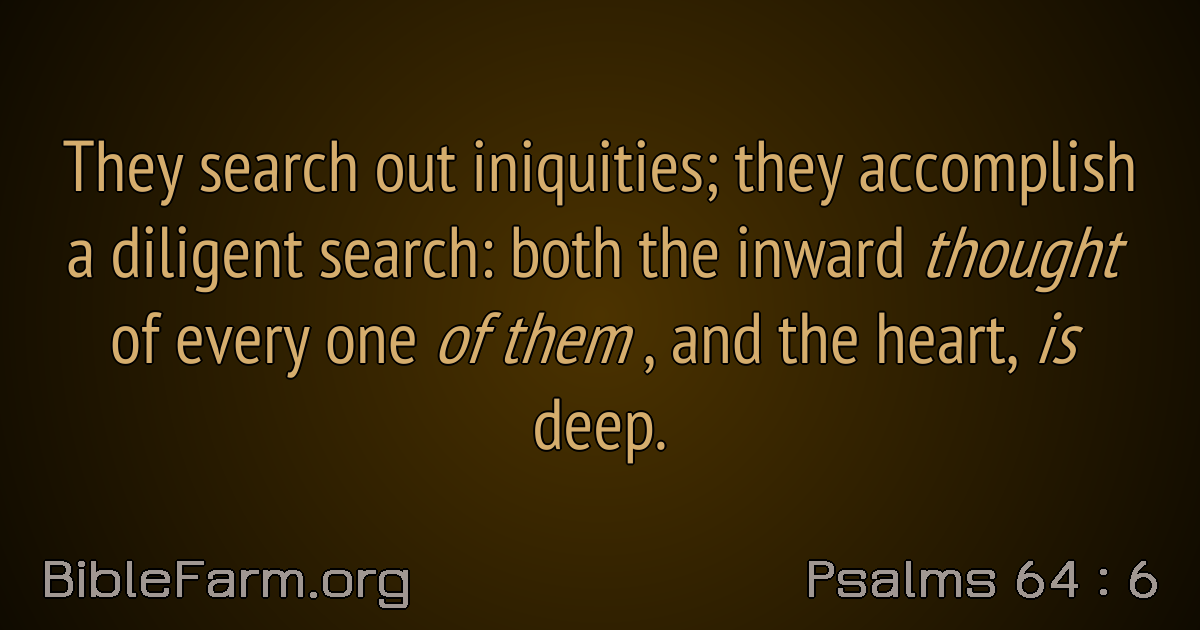 They search out iniquities; they accomplish
a diligent search: both the inward thought
of every one of them , and the heart, is
deep.
BibleFarm.org
Psalms 64 : 6